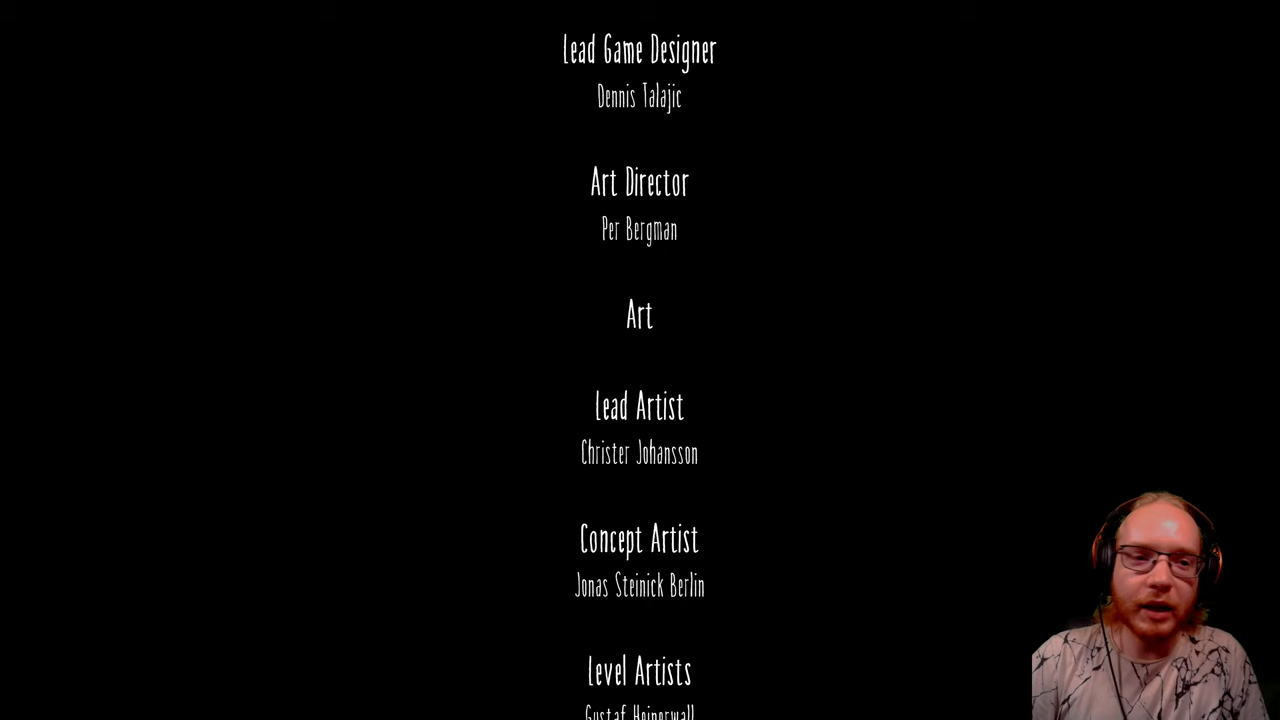 Lead Game Designer
Dennis Talajic
Art Director
Per Bergman
Art
Lead Artist
Christer Johansson
Concept Artist
Jonas Steinick Berlin
Level Artists
Gustaf